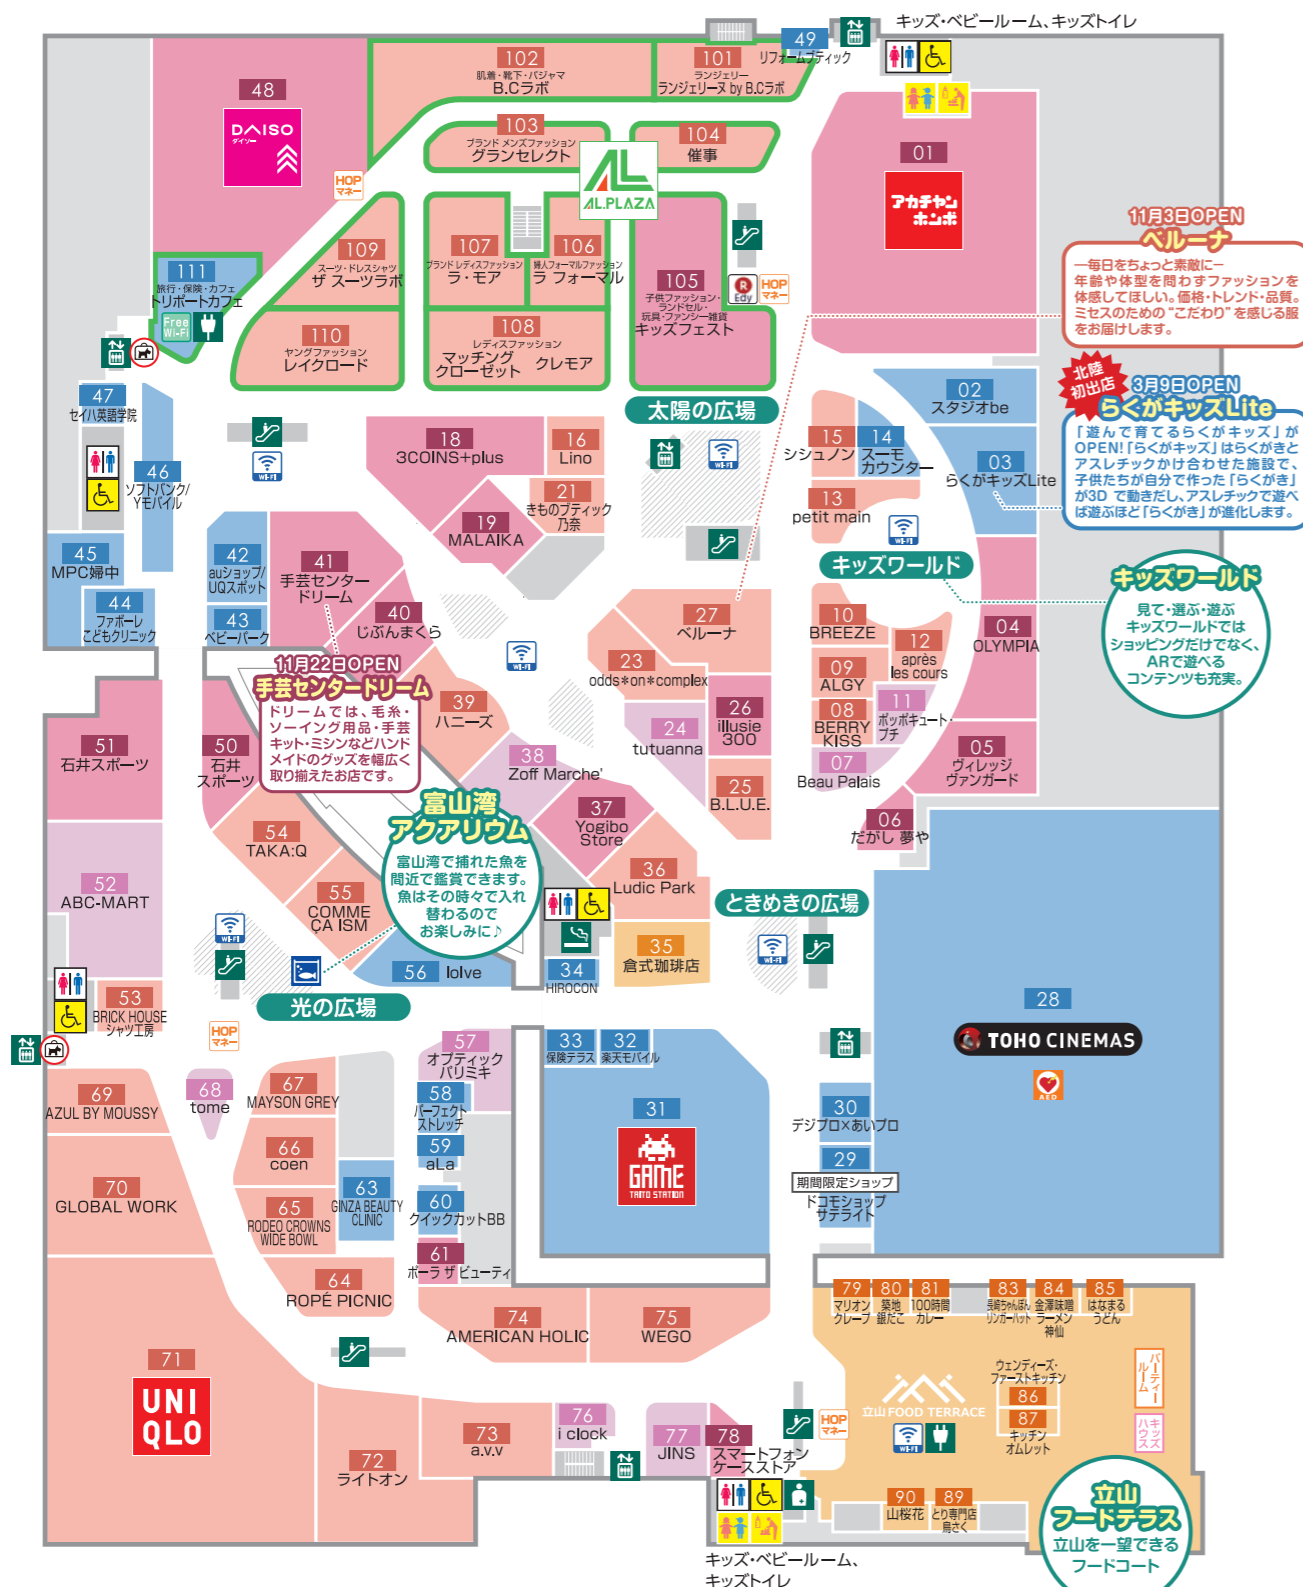 キッズ・ベビールーム、キッズトイレ
49
リフォームブティック
102
肌着・靴下・パジャマ
B.Cラボ
101
ランジェリー
ランジェリーヌ by B.Cラボ
48
DAISO
ダイソー
HOP
マネー
103
ブランド メンズファッション
グランセレクト
104
催事
AL
AL.PLAZA
01
アカチャン
ホンポ
109
スーツ・ドレスシャツ
ザ スーツラボ
107
ブランド レディスファッション
ラ・モア
106
婦人フォーマルファッション
ラ フォーマル
105
子供ファッション・
ランドセル・
玩具・ファンシー雑貨
キッズフェスト
R
Edy
HOP
マネー
111
旅行・保険・カフェ
トリポートカフェ
Free
Wi-Fi
110
ヤングファッション
レイクロード
108
レディスファッション
マッチング
クローゼット
クレモア
11月3日OPEN
ベルーナ
―毎日をちょっと素敵に―
年齢や体型を問わずファッションを
体感してほしい。価格・トレンド・品質。
ミセスのための“こだわり”を感じる服
をお届けします。
北陸
初出店
3月9日OPEN
らくがキッズLite
「遊んで育てるらくがキッズ」が
OPEN!「らくがキッズ」はらくがきと
アスレチックかけ合わせた施設で、
子供たちが自分で作った「らくがき」
が3D で動きだし、アスレチックで遊べ
ば遊ぶほど「らくがき」が進化します。
47
セイハ英語学院
46
ソフトバンク/
Yモバイル
WI-FI
太陽の広場
WI-FI
18
3COINS+plus
16
Lino
21
きものブティック
乃奈
19
MALAIKA
15
シシュノン
14
スーモ
カウンター
13
petit main
02
スタジオbe
03
らくがキッズLite
WI-FI
キッズワールド
キッズワールド
見て・選ぶ・遊ぶ
キッズワールドでは
ショッピングだけでなく、
ARで遊べる
コンテンツも充実。
45
MPC婦中
44
ファボーレ
こどもクリニック
42
auショップ/
UQスポット
43
ベビーパーク
41
手芸センター
ドリーム
40
じぶんまくら
WI-FI
27
ベルーナ
10
BREEZE
12
après
les cours
04
OLYMPIA
11月22日OPEN
手芸センタードリーム
ドリームでは、毛糸・
ソーイング用品・手芸
キット・ミシンなどハンド
メイドのグッズを幅広く
取り揃えたお店です。
23
odds＊on＊complex
09
ALGY
08
BERRY
KISS
11
ポッポキュート・
プチ
07
Beau Palais
39
ハニーズ
24
tutuanna
26
illusie
300
25
B.L.U.E.
05
ヴィレッジ
ヴァンガード
06
だがし 夢や
51
石井スポーツ
50
石井
スポーツ
38
Zoff Marche'
37
Yogibo
Store
36
Ludic Park
富山湾
アクアリウム
富山湾で捕れた魚を
間近で鑑賞できます。
魚はその時々で入れ
替わるので
お楽しみに♪
54
TAKA:Q
55
COMME
ÇA ISM
52
ABC-MART
ときめきの広場
WI-FI
35
倉式珈琲店
34
HIROCON
56
lolve
WI-FI
光の広場
53
BRICK HOUSE
シャツ工房
HOP
マネー
28
TOHO CINEMAS
AED
57
オプティック
パリミキ
33
保険テラス
32
楽天モバイル
58
パーフェクト
ストレッチ
59
aLa
60
クイックカットBB
61
ポーラ ザ ビューティ
31
GAME
TAITO STATION
30
デジプロ×あいプロ
29
期間限定ショップ
ドコモショップ
サテライト
69
AZUL BY MOUSSY
68
tome
67
MAYSON GREY
66
coen
65
RODEO CROWNS
WIDE BOWL
63
GINZA BEAUTY
CLINIC
64
ROPÉ PICNIC
70
GLOBAL WORK
74
AMERICAN HOLIC
75
WEGO
79
マリオン
クレープ
80
築地
銀だこ
81
100時間
カレー
83
長崎ちゃんぽん
リンガーハット
84
金澤味噌
ラーメン
神仙
85
はなまる
うどん
71
UNI
QLO
72
ライトオン
73
a.v.v
76
i clock
77
JINS
78
スマートフォン
ケースストア
HOP
マネー
立山 FOOD TERRACE
WI-FI
ウェンディーズ・
ファーストキッチン
86
87
キッチン
オムレット
パーティー
ルーム
キッズ
ハウス
90
山桜花
89
とり専門店
鳥さく
立山
フードテラス
立山を一望できる
フードコート
キッズ・ベビールーム、
キッズトイレ